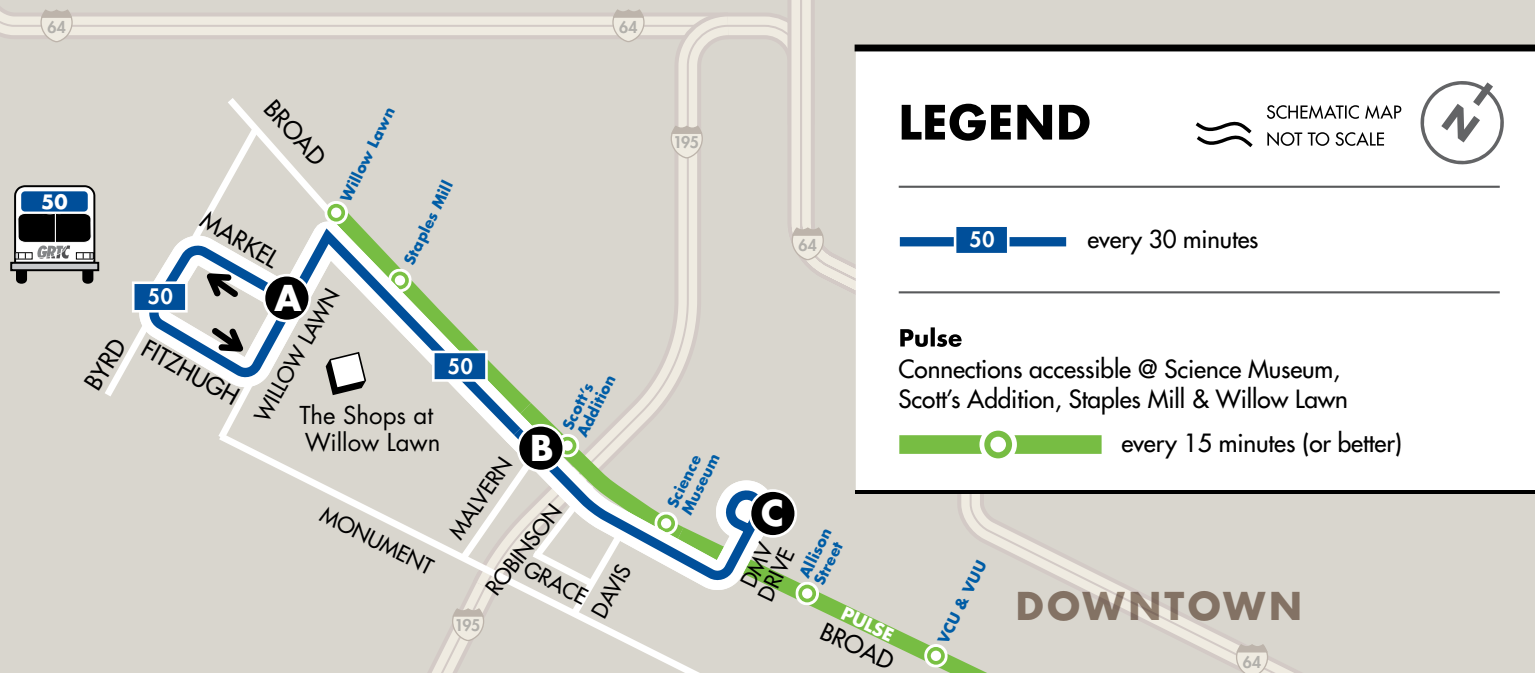 64
64
195
64
BROAD
Willow Lawn
Staples Mill
50
GRTC
MARKEL
A
50
BYRD
FITZHUGH
WILLOW LAWN
The Shops at
Willow Lawn
50
B
Scott's
Addition
MALVERN
MONUMENT
ROBINSON
GRACE
DAVIS
Science
Museum
C
DMV
DRIVE
Allison
Street
PULSE
BROAD
VCU & VUU
195
DOWNTOWN
64
LEGEND
SCHEMATIC MAP
NOT TO SCALE
N
50 every 30 minutes
Pulse
Connections accessible @ Science Museum,
Scott's Addition, Staples Mill & Willow Lawn
every 15 minutes (or better)